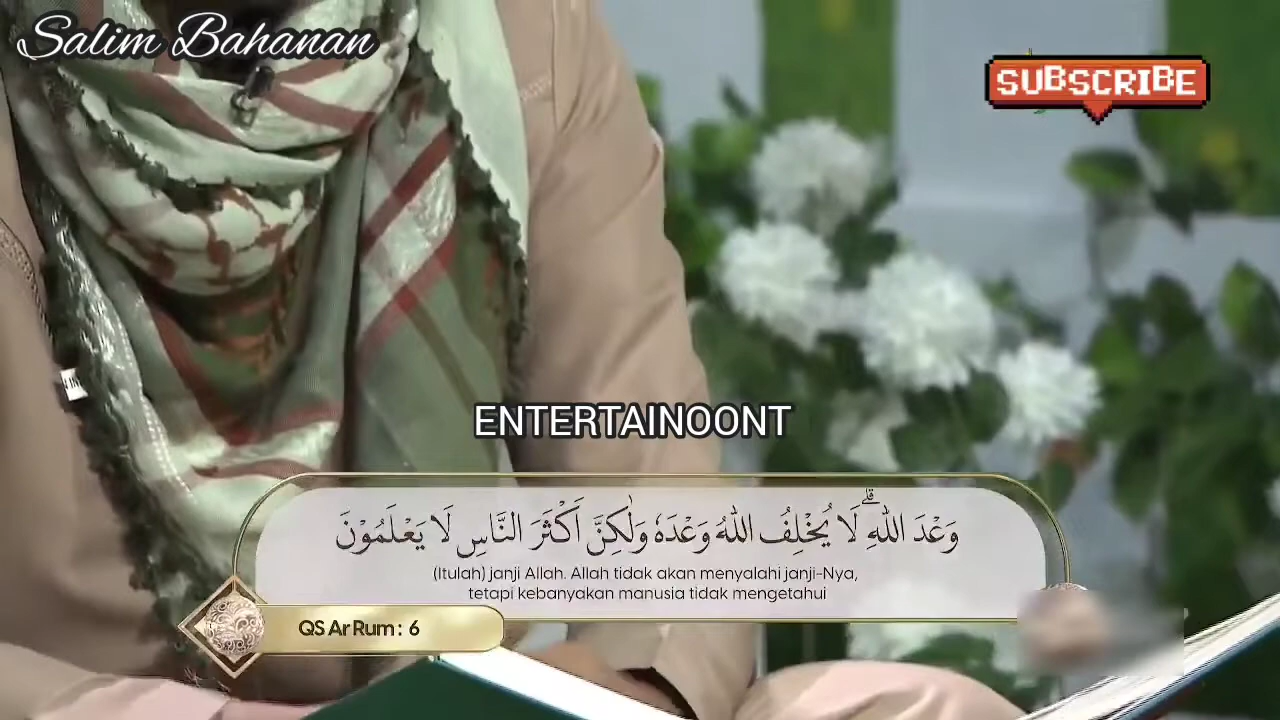 Salim Bahanan
SUBSCRIBE
ENTERTAINOONT
وَعْدَ اللّٰهِ ۗ لَا يُخْلِفُ اللّٰهُ وَعْدَهٗ وَلٰكِنَّ اَكْثَرَ النَّاسِ لَا يَعْلَمُوْنَ
(Itulah) janji Allah. Allah tidak akan menyalahi janji-Nya,
tetapi kebanyakan manusia tidak mengetahui
QS Ar Rum : 6